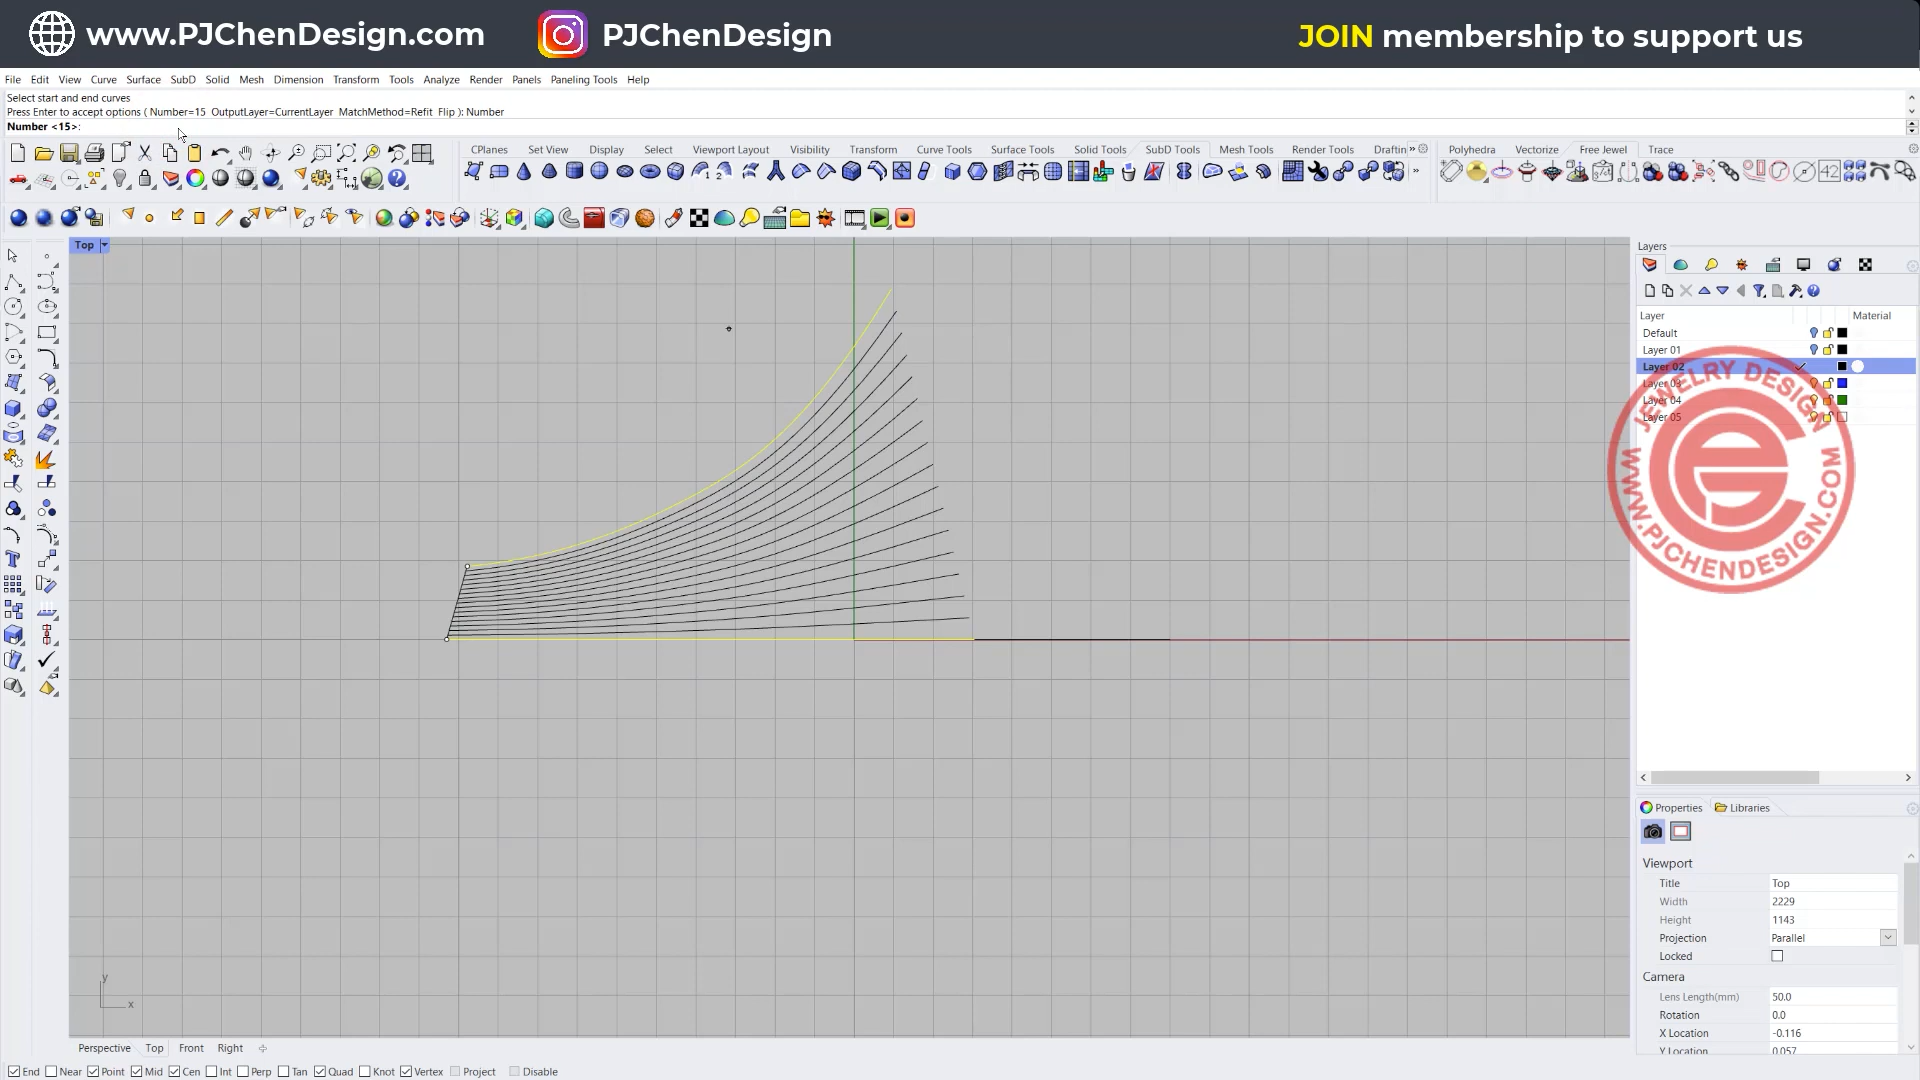 www.PJChenDesign.com PJChenDesign JOIN membership to support us
File Edit View Curve Surface SubD Solid Mesh Dimension Transform Tools Analyze Render Panels Paneling Tools Help
Select start and end curves
Press Enter to accept options ( Number=15 OutputLayer=CurrentLayer MatchMethod=Refit Flip ): Number
Number <15>:
CPlanes Set View Display Select Viewport Layout Visibility Transform Curve Tools Surface Tools Solid Tools SubD Tools Mesh Tools Render Tools Draftin » Polyhedra Vectorize Free Jewel Trace
1 2 » 42
Top
Layers
Layer Material
Default
Layer 01
Layer 02
Layer 03
Layer 04
Layer 05
JEWELRY DESIGN
WWW.PJCHENDESIGN.COM
Properties Libraries
Viewport
Title Top
Width 2229
Height 1143
Projection Parallel
Locked
Camera
Lens Length(mm) 50.0
Rotation 0.0
X Location -0.116
Y Location 0.057
y
x
Perspective Top Front Right
End Near Point Mid Cen Int Perp Tan Quad Knot Vertex Project Disable